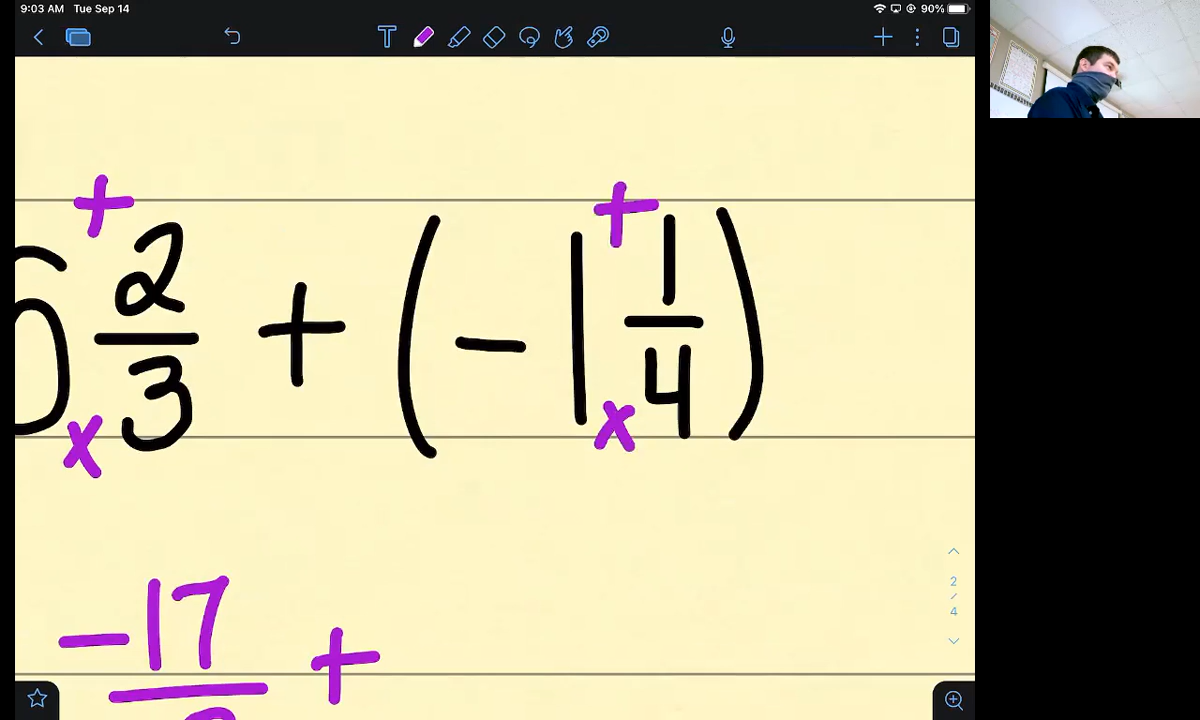 9:03 AM Tue Sep 14
90%
T
+ +
2/3 + (-1 1/4)
x x
-17 +
2
/
4